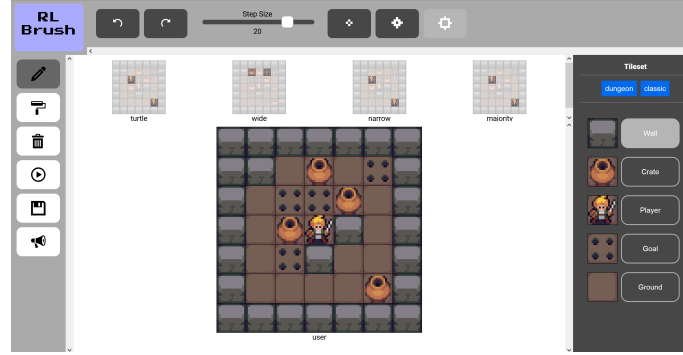 RL
Brush
Step Size
20
turtle
wide
narrow
majority
user
Tileset
dungeon
classic
Wall
Crate
Player
Goal
Ground